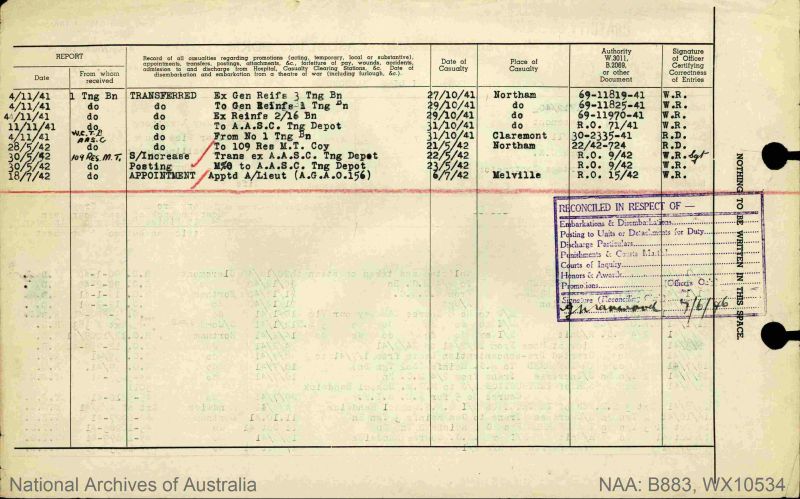 REPORT
Record of all casualties regarding promotions (acting, temporary, local or substantive), appointments, transfers, postings, attachments, &c., forfeiture of pay, wounds, accidents, admission to and discharge from Hospital, Casualty Clearing Stations, &c. Date of disembarkation and embarkation from a theatre of war (including furlough, &c.).
Date of Casualty
Place of Casualty
Authority W.3011, B.2069, or other Document
Signature of Officer Certifying Correctness of Entries
Date
From whom received
4/11/41 1 Tng Bn TRANSFERRED Ex Gen Reifs 3 Tng Bn 27/10/41 Northam 69-11819-41 W.R.
4/11/41 do do To Gen Reinfs 1 Tng Bn 29/10/41 do 69-11825-41 W.R.
4/11/41 do do Ex Reinfs 2/16 Bn 29/10/41 do 69-11970-41 W.R.
11/11/41 do do To A.A.S.C. Tng Depot 31/10/41 do R.O. 71/41 W.R.
4/11/41 W.C.T.D AASC do From No 1 Tng Bn 31/10/41 Claremont 30-2335-41 R.D.
28/5/42 do do To 109 Res M.T. Coy 21/5/42 Northam 22/42-724 R.D.
30/5/42 109 Res. M.T. S/Increase Trans ex A.A.S.C. Tng Depot 22/5/42 R.O. 9/42 W.R. Sgt
30/5/42 do Posting to A.A.S.C. Tng Depot 23/5/42 R.O. 9/42 W.R.
18/7/42 do APPOINTMENT Apptd A/Lieut (A.G.A.O.156) 6/7/42 Melville R.O. 15/42 W.R.
NOTHING TO BE WRITTEN IN THIS SPACE.
RECONCILED IN RESPECT OF —
Embarkations & Disembarkations
Posting to Units or Detachments for Duty
Discharge Particulars
Punishments & Courts Martial
Courts of Inquiry
Honors & Awards
Promotions (Officers
Signature (Reconciling
7/6/46
National Archives of Australia
NAA: B883, WX10534